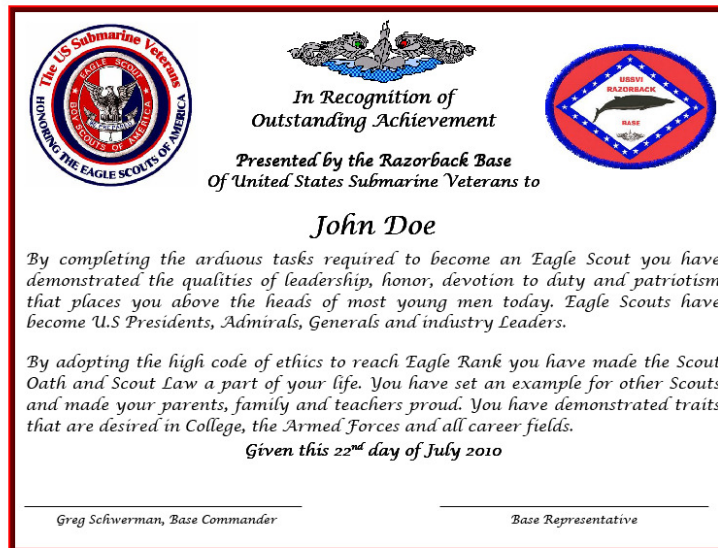 The US Submarine Veterans
EAGLE SCOUT
BE PREPARED
BOY SCOUTS OF AMERICA
HONORING THE EAGLE SCOUTS OF AMERICA
USSVI
RAZORBACK
BASE
In Recognition of
Outstanding Achievement
Presented by the Razorback Base
Of United States Submarine Veterans to
John Doe
By completing the arduous tasks required to become an Eagle Scout you have
demonstrated the qualities of leadership, honor, devotion to duty and patriotism
that places you above the heads of most young men today. Eagle Scouts have
become U.S Presidents, Admirals, Generals and industry Leaders.
By adopting the high code of ethics to reach Eagle Rank you have made the Scout
Oath and Scout Law a part of your life. You have set an example for other Scouts
and made your parents, family and teachers proud. You have demonstrated traits
that are desired in College, the Armed Forces and all career fields.
Given this 22nd day of July 2010
Greg Schwerman, Base Commander
Base Representative